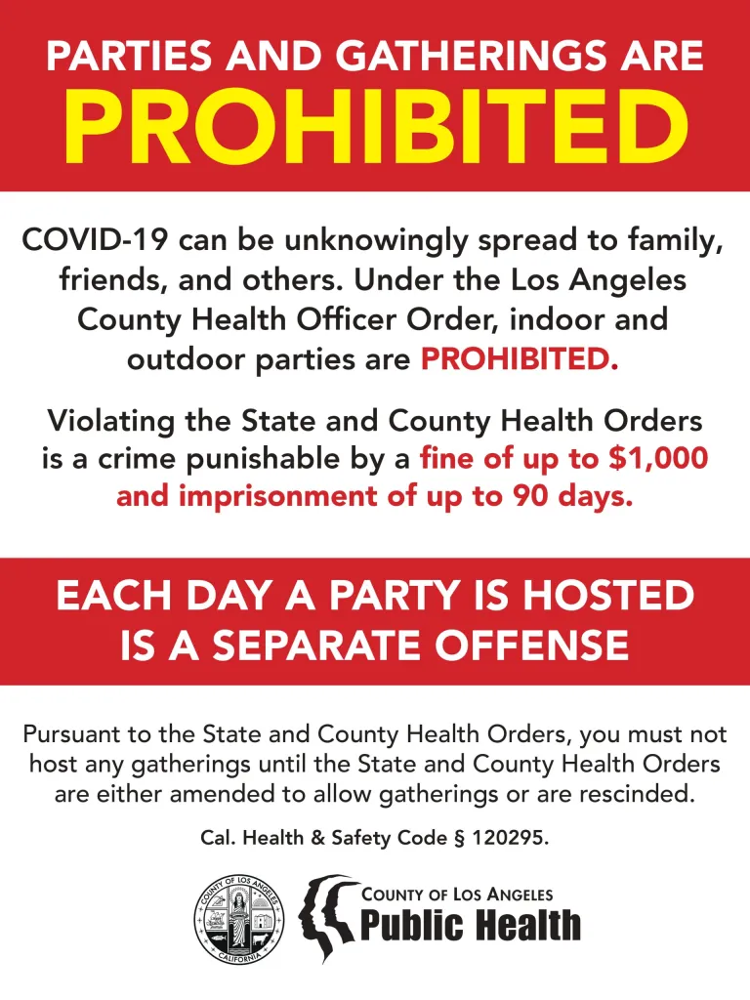 PARTIES AND GATHERINGS ARE
PROHIBITED
COVID-19 can be unknowingly spread to family,
friends, and others. Under the Los Angeles
County Health Officer Order, indoor and
outdoor parties are PROHIBITED.
Violating the State and County Health Orders
is a crime punishable by a fine of up to $1,000
and imprisonment of up to 90 days.
EACH DAY A PARTY IS HOSTED
IS A SEPARATE OFFENSE
Pursuant to the State and County Health Orders, you must not
host any gatherings until the State and County Health Orders
are either amended to allow gatherings or are rescinded.
Cal. Health & Safety Code § 120295.
COUNTY OF LOS ANGELES
CALIFORNIA
COUNTY OF LOS ANGELES
Public Health